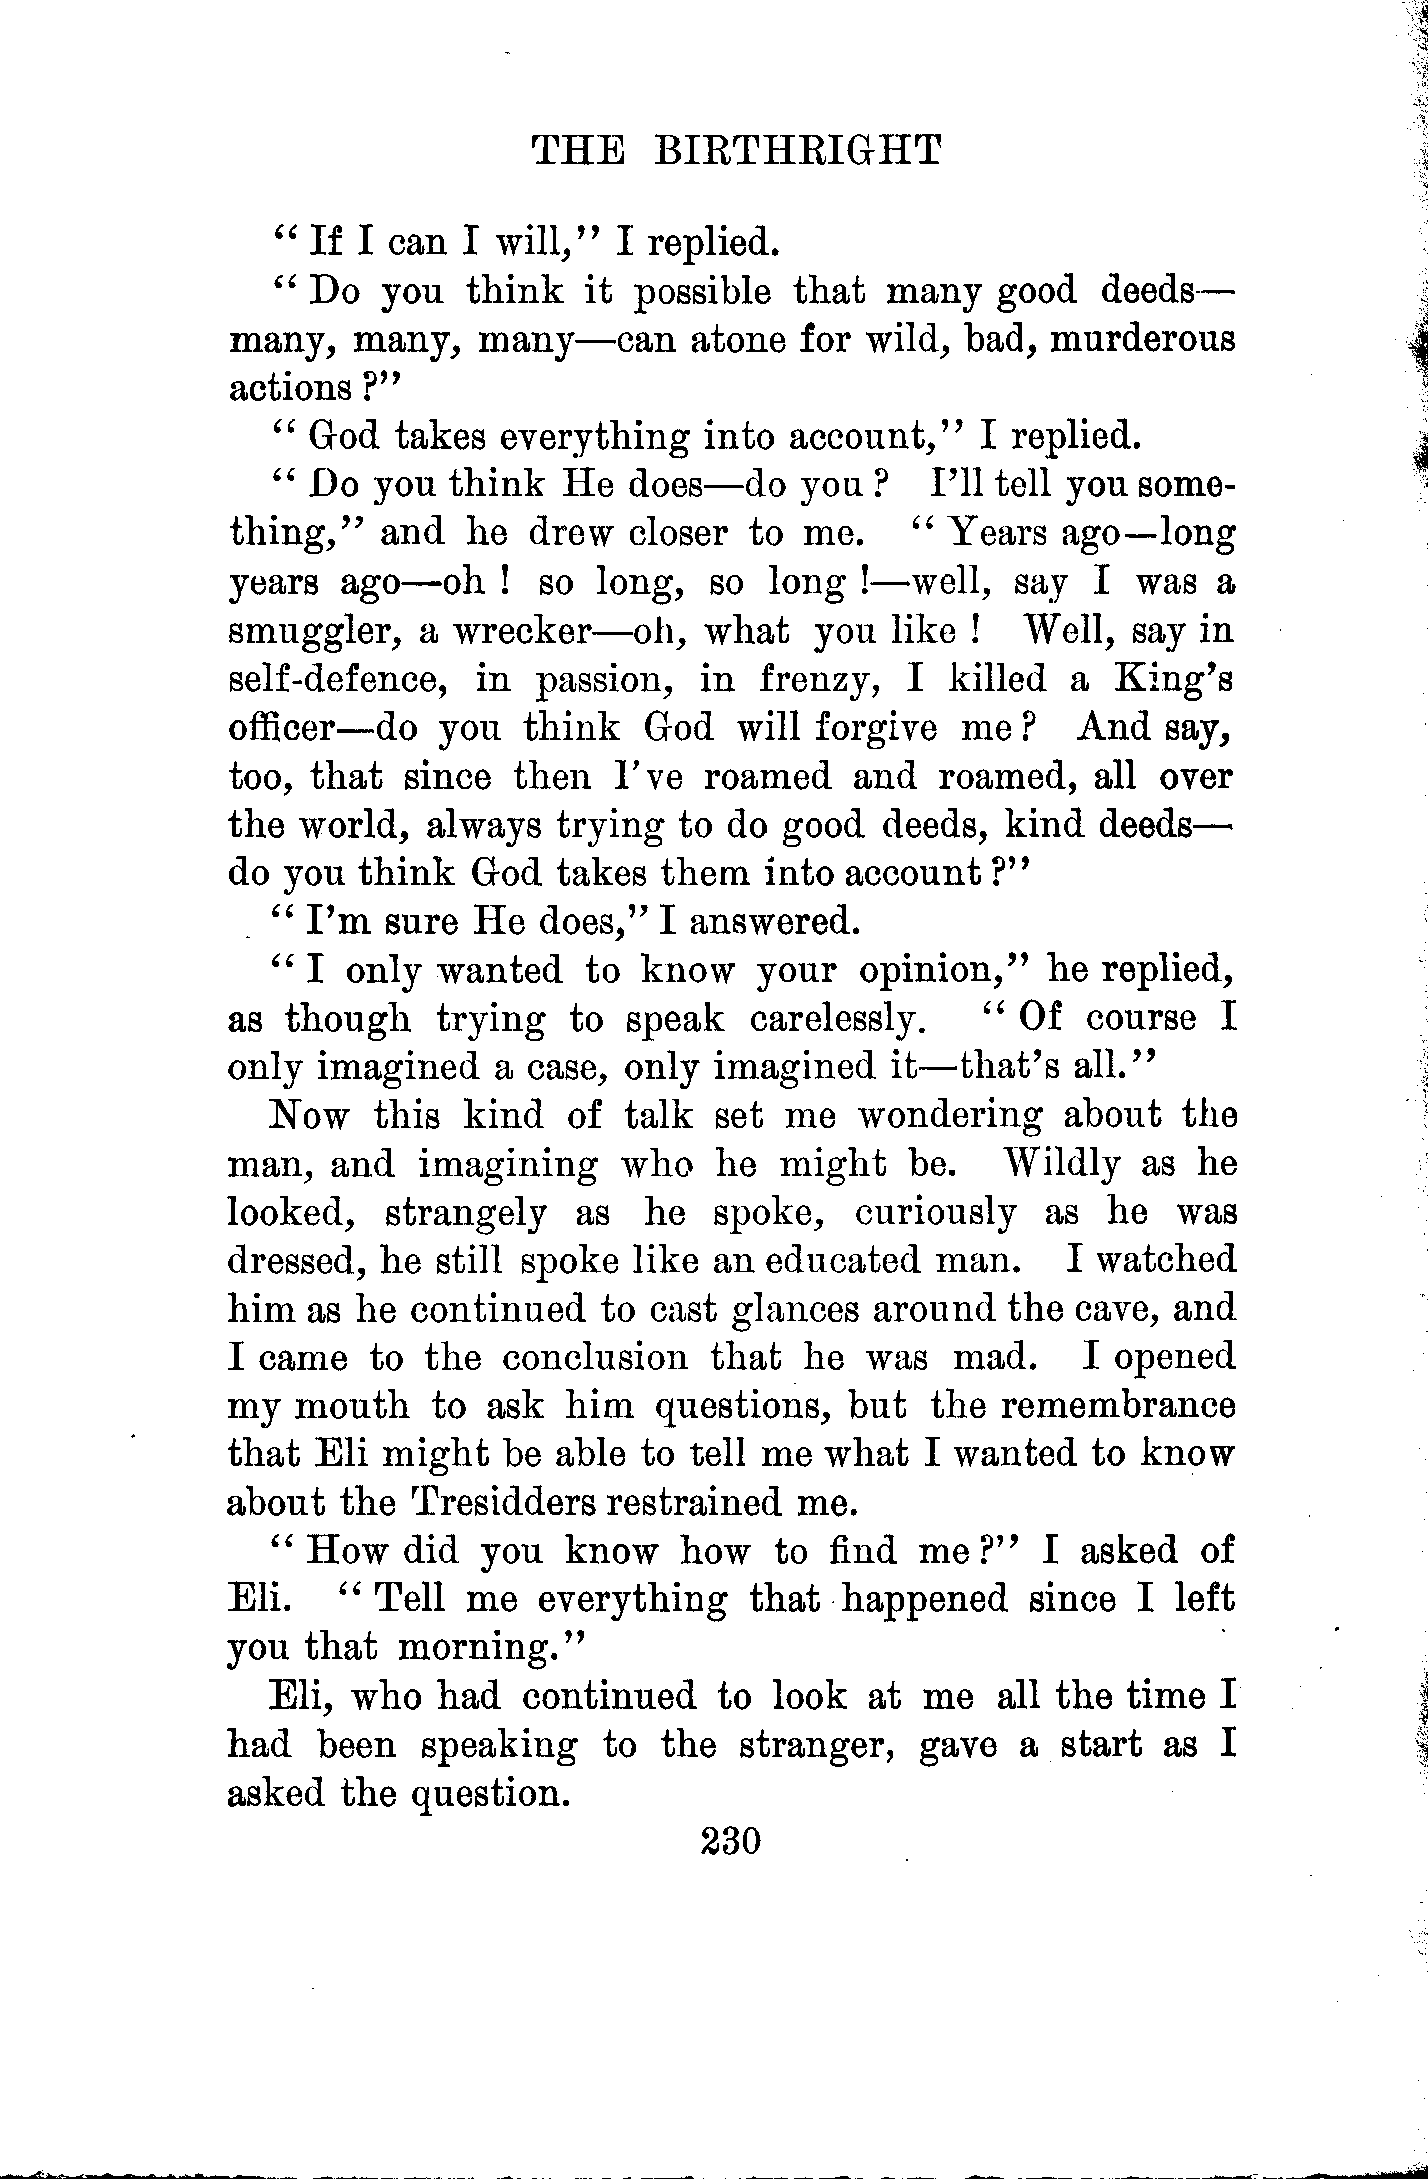 THE BIRTHRIGHT
“ If I can I will,” I replied.
“ Do you think it possible that many good deeds—
many, many, many—can atone for wild, bad, murderous
actions ?”
“ God takes everything into account,” I replied.
“ Do you think He does—do you ? I’ll tell you some-
thing,” and he drew closer to me. “ Years ago—long
years ago—oh ! so long, so long !—well, say I was a
smuggler, a wrecker—oh, what you like ! Well, say in
self-defence, in passion, in frenzy, I killed a King’s
officer—do you think God will forgive me ? And say,
too, that since then I’ve roamed and roamed, all over
the world, always trying to do good deeds, kind deeds—
do you think God takes them into account ?”
“ I’m sure He does,” I answered.
“ I only wanted to know your opinion,” he replied,
as though trying to speak carelessly. “ Of course I
only imagined a case, only imagined it—that’s all.”
Now this kind of talk set me wondering about the
man, and imagining who he might be. Wildly as he
looked, strangely as he spoke, curiously as he was
dressed, he still spoke like an educated man. I watched
him as he continued to cast glances around the cave, and
I came to the conclusion that he was mad. I opened
my mouth to ask him questions, but the remembrance
that Eli might be able to tell me what I wanted to know
about the Tresidders restrained me.
“ How did you know how to find me ?” I asked of
Eli. “ Tell me everything that happened since I left
you that morning.”
Eli, who had continued to look at me all the time I
had been speaking to the stranger, gave a start as I
asked the question.
230